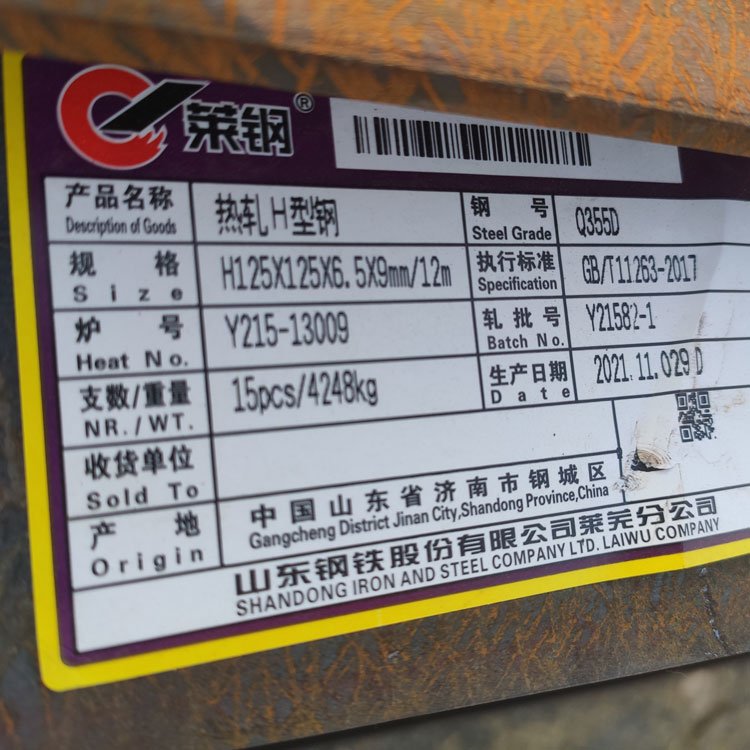 莱钢®
产品名称 热轧H型钢 钢号 Q355D
Description of Goods Steel Grade
规格 H125X125X6.5X9mm/12m 执行标准 GB/T11263-2017
Size Specification
炉号 Y215-13009 轧批号 Y21582-1
Heat No. Batch No.
支数/重量 15pcs/4248kg 生产日期 2021.11.029 D
NR./WT. Date
收货单位
Sold To
产地 中国山东省济南市钢城区
Origin Gangcheng District Jinan City,Shandong Province,China
山东钢铁股份有限公司莱芜分公司
SHANDONG IRON AND STEEL COMPANY LTD. LAIWU COMPANY